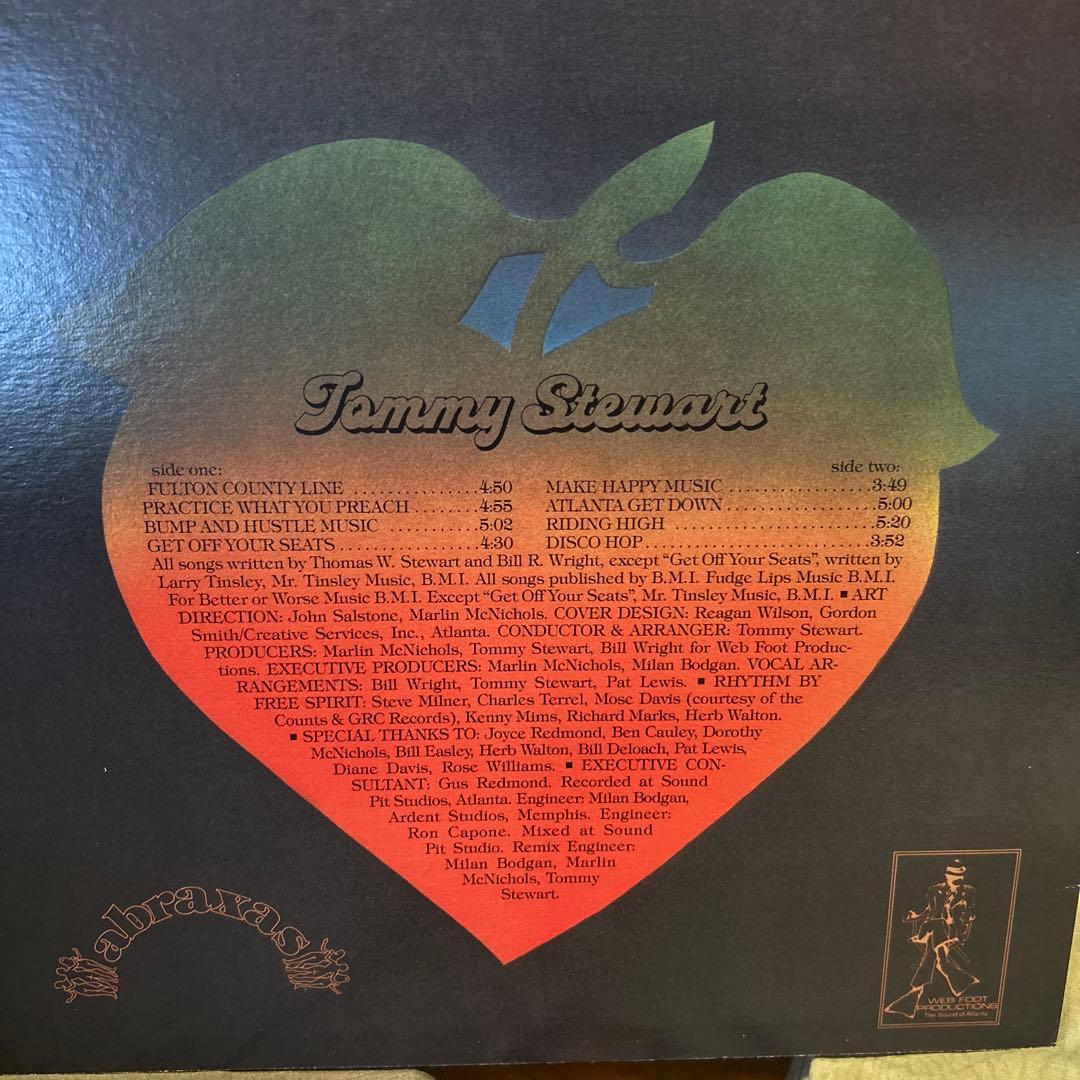 Tommy Stewart
side one:
FULTON COUNTY LINE ................4:50
PRACTICE WHAT YOU PREACH ........4:55
BUMP AND HUSTLE MUSIC ............5:02
GET OFF YOUR SEATS .................4:30
side two:
MAKE HAPPY MUSIC .................3:49
ATLANTA GET DOWN ...................5:00
RIDING HIGH ..........................5:20
DISCO HOP .............................3:52
All songs written by Thomas W. Stewart and Bill R. Wright, except "Get Off Your Seats", written by
Larry Tinsley, Mr. Tinsley Music, B.M.I. All songs published by B.M.I. Fudge Lips Music B.M.I.
For Better or Worse Music B.M.I. Except "Get Off Your Seats", Mr. Tinsley Music, B.M.I. ■ ART
DIRECTION: John Salstone, Marlin McNichols. COVER DESIGN: Reagan Wilson, Gordon
Smith/Creative Services, Inc., Atlanta. CONDUCTOR & ARRANGER: Tommy Stewart.
PRODUCERS: Marlin McNichols, Tommy Stewart, Bill Wright for Web Foot Produc-
tions. EXECUTIVE PRODUCERS: Marlin McNichols, Milan Bodgan. VOCAL AR-
RANGEMENTS: Bill Wright, Tommy Stewart, Pat Lewis. ■ RHYTHM BY
FREE SPIRIT: Steve Milner, Charles Terrel, Mose Davis (courtesy of the
Counts & GRC Records), Kenny Mims, Richard Marks, Herb Walton.
■ SPECIAL THANKS TO: Joyce Redmond, Ben Cauley, Dorothy
McNichols, Bill Easley, Herb Walton, Bill Deloach, Pat Lewis,
Diane Davis, Rose Williams. ■ EXECUTIVE CON-
SULTANT: Gus Redmond. Recorded at Sound
Pit Studios, Atlanta. Engineer: Milan Bodgan,
Ardent Studios, Memphis. Engineer:
Ron Capone. Mixed at Sound
Pit Studio. Remix Engineer:
Milan Bodgan, Marlin
McNichols, Tommy
Stewart.
abraxas
WEB FOOT
PRODUCTIONS
The Sound of Atlanta